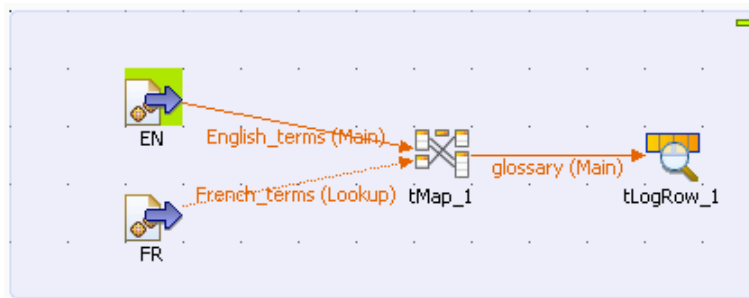 EN
English_terms (Main)
French_terms (Lookup)
FR
tMap_1
glossary (Main)
tLogRow_1